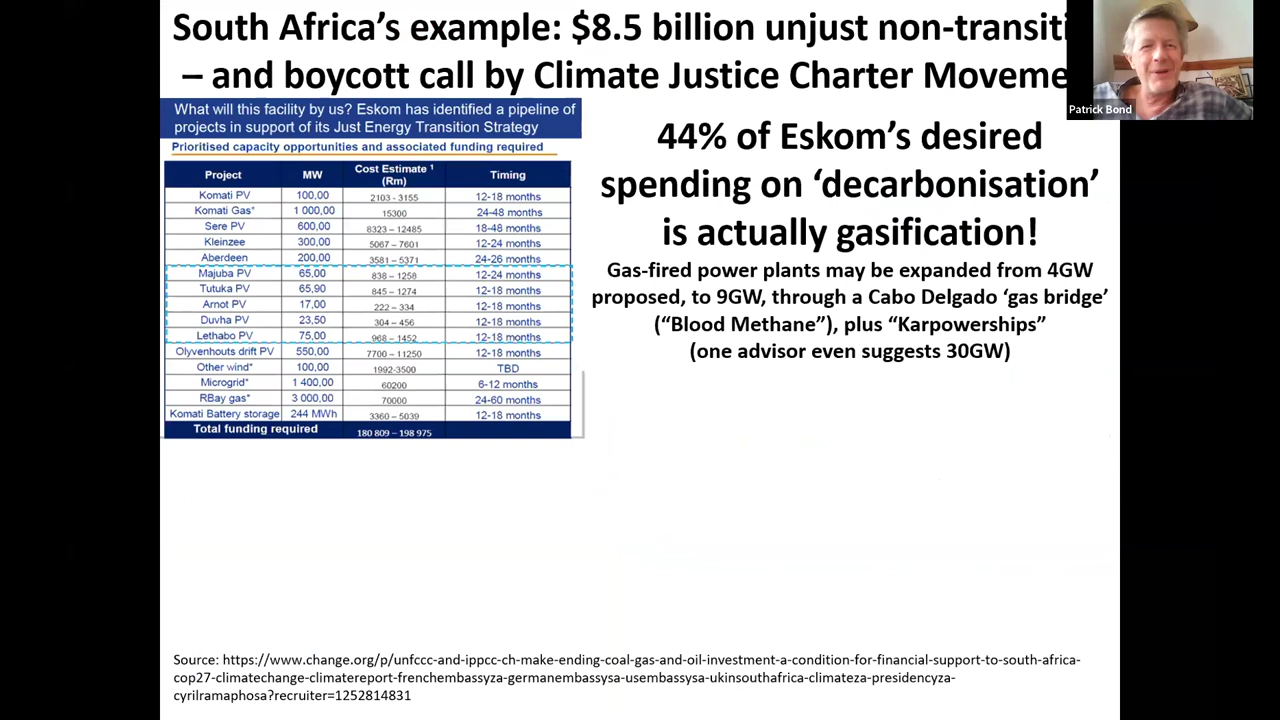 South Africa's example: $8.5 billion unjust non-transiti
– and boycott call by Climate Justice Charter Moveme
Patrick Bond
What will this facility by us? Eskom has identified a pipeline of
projects in support of its Just Energy Transition Strategy
Prioritised capacity opportunities and associated funding required
Project MW Cost Estimate ¹ (Rm) Timing
Komati PV 100,00 2103 - 3155 12-18 months
Komati Gas* 1 000,00 15300 24-48 months
Sere PV 600,00 8323 – 12485 18-48 months
Kleinzee 300,00 5067 – 7601 12-24 months
Aberdeen 200,00 3581 – 5371 24-26 months
Majuba PV 65,00 838 – 1258 12-24 months
Tutuka PV 65,90 845 – 1274 12-18 months
Arnot PV 17,00 222 – 334 12-18 months
Duvha PV 23,50 304 – 456 12-18 months
Lethabo PV 75,00 968 – 1452 12-18 months
Olyvenhouts drift PV 550,00 7700 – 11250 12-18 months
Other wind* 100,00 1992-3500 TBD
Microgrid* 1 400,00 60200 6-12 months
RBay gas* 3 000,00 70000 24-60 months
Komati Battery storage 244 MWh 3360 – 5039 12-18 months
Total funding required 180 809 – 198 975
44% of Eskom's desired
spending on 'decarbonisation'
is actually gasification!
Gas-fired power plants may be expanded from 4GW
proposed, to 9GW, through a Cabo Delgado 'gas bridge'
("Blood Methane"), plus "Karpowerships"
(one advisor even suggests 30GW)
Source: https://www.change.org/p/unfccc-and-ippcc-ch-make-ending-coal-gas-and-oil-investment-a-condition-for-financial-support-to-south-africa-
cop27-climatechange-climatereport-frenchembassyza-germanembassysa-usembassysa-ukinsouthafrica-climateza-presidencyza-
cyrilramaphosa?recruiter=1252814831